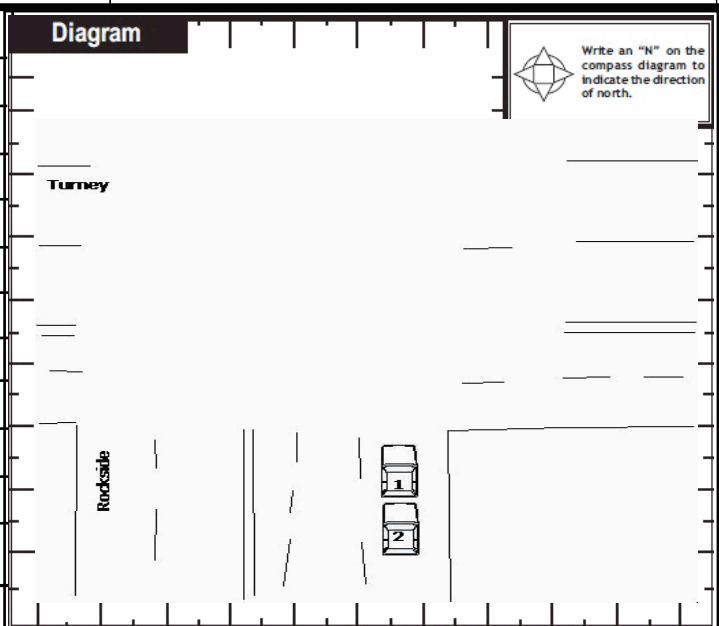 Diagram
Write an “N” on the
compass diagram to
indicate the direction
of north.
Turney
Rockside
1
2